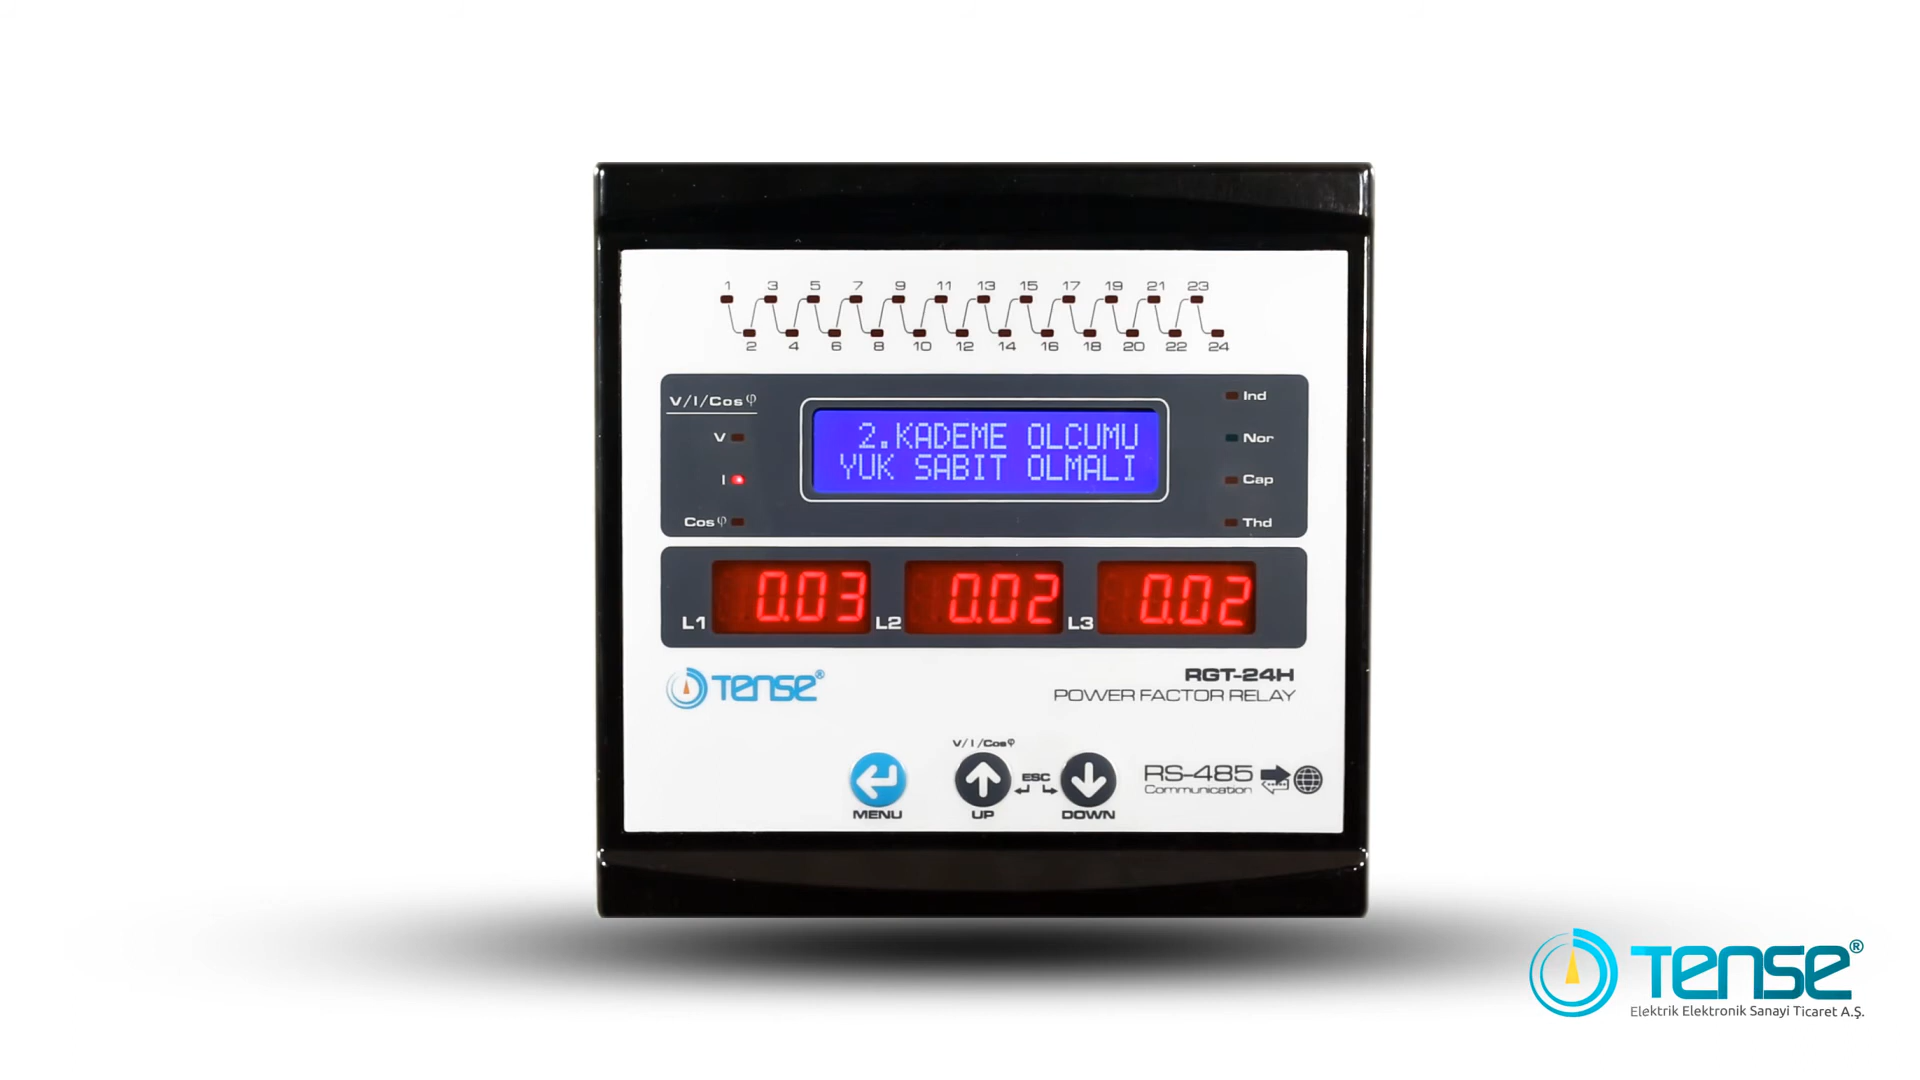 1 3 5 7 9 11 13 15 17 19 21 23
2 4 6 8 10 12 14 16 18 20 22 24
V/I/Cosφ
V
I
Cosφ
2.KADEME OLCUMU
YUK SABIT OLMALI
Ind
Nor
Cap
Thd
L1 0.03 L2 0.02 L3 0.02
TENSE®
RGT-24H
POWER FACTOR RELAY
V/I/Cosφ
MENU
UP
ESC
DOWN
RS-485
Communication
TENSE®
Elektrik Elektronik Sanayi Ticaret A.Ş.